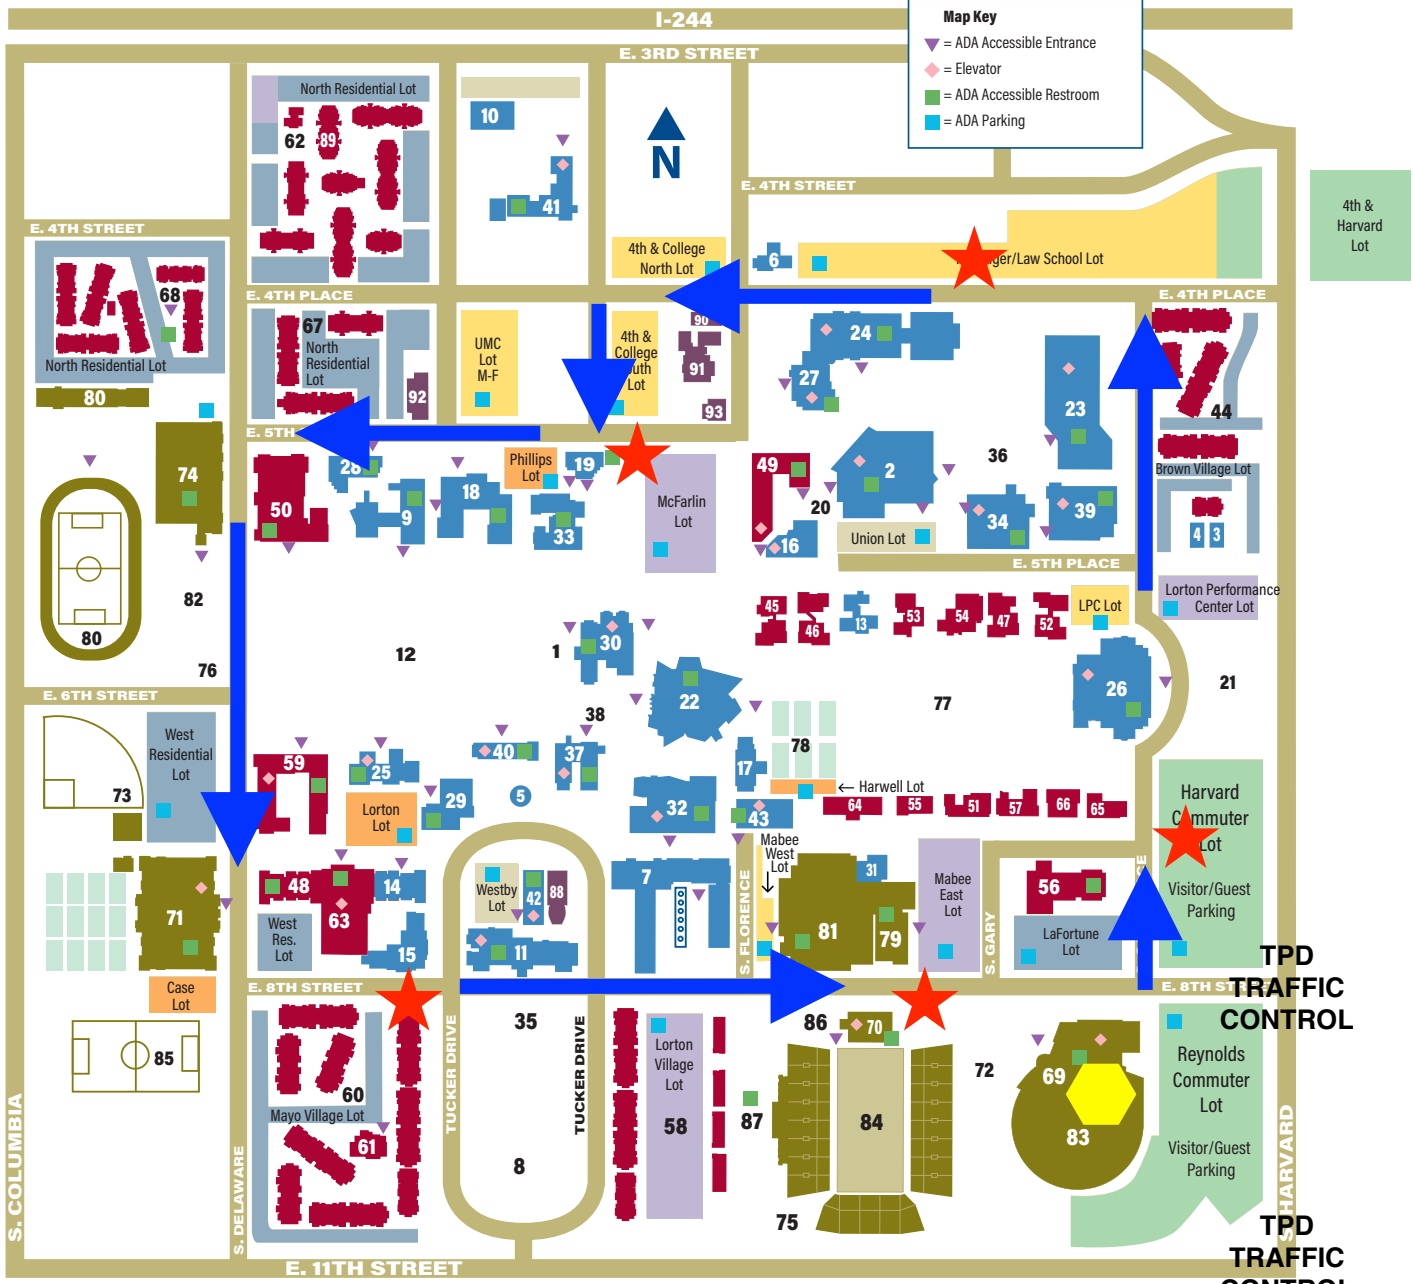 I-244
E. 3RD STREET
Map Key
= ADA Accessible Entrance
= Elevator
= ADA Accessible Restroom
= ADA Parking
North Residential Lot
62
89
10
41
N
E. 4TH STREET
4th &
Harvard
Lot
E. 4TH STREET
4th & College
North Lot
6
/Law School Lot
68
North Residential Lot
E. 4TH PLACE
E. 4TH PLACE
67
North
Residential
Lot
92
UMC
Lot
M-F
4th &
College
Lot
90
91
93
24
27
23
44
80
E. 5TH
Brown Village Lot
74
50
28
9
18
Phillips
Lot
19
33
McFarlin
Lot
49
20
16
2
36
Union Lot
34
39
4
3
E. 5TH PLACE
82
80
76
12
1
30
38
22
45
46
13
53
54
47
52
LPC Lot
Lorton Performance
Center Lot
26
21
77
E. 6TH STREET
West
Residential
Lot
73
59
25
40
37
5
29
Lorton
Lot
17
78
Harwell Lot
32
43
64
55
51
57
66
65
Harvard
Lot
Visitor/Guest
Parking
Mabee
West
Lot
48
63
14
Westby
Lot
42
88
7
31
81
79
Mabee
East
Lot
56
LaFortune
Lot
71
West
Res.
Lot
15
11
S. FLORENCE
S. GARY
Case
Lot
E. 8TH STREET
E. 8TH
TPD
TRAFFIC
CONTROL
85
60
Mayo Village Lot
61
TUCKER DRIVE
35
8
TUCKER DRIVE
Lorton
Village
Lot
58
87
86
70
84
75
72
69
83
Reynolds
Commuter
Lot
Visitor/Guest
Parking
S. COLUMBIA
S. DELAWARE
S. HARVARD
TPD
TRAFFIC
E. 11TH STREET